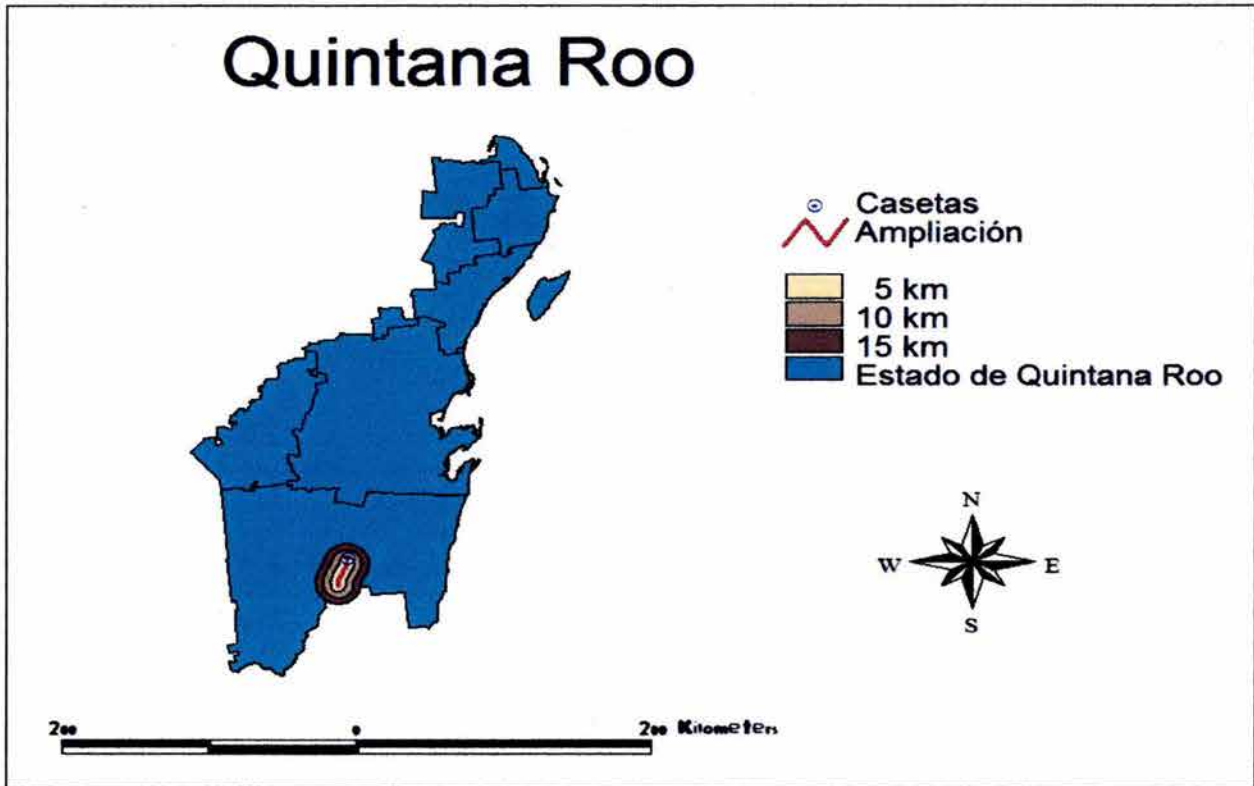 Quintana Roo
Casetas
Ampliación
5 km
10 km
15 km
Estado de Quintana Roo
N
W E
S
200 0 200 Kilometers